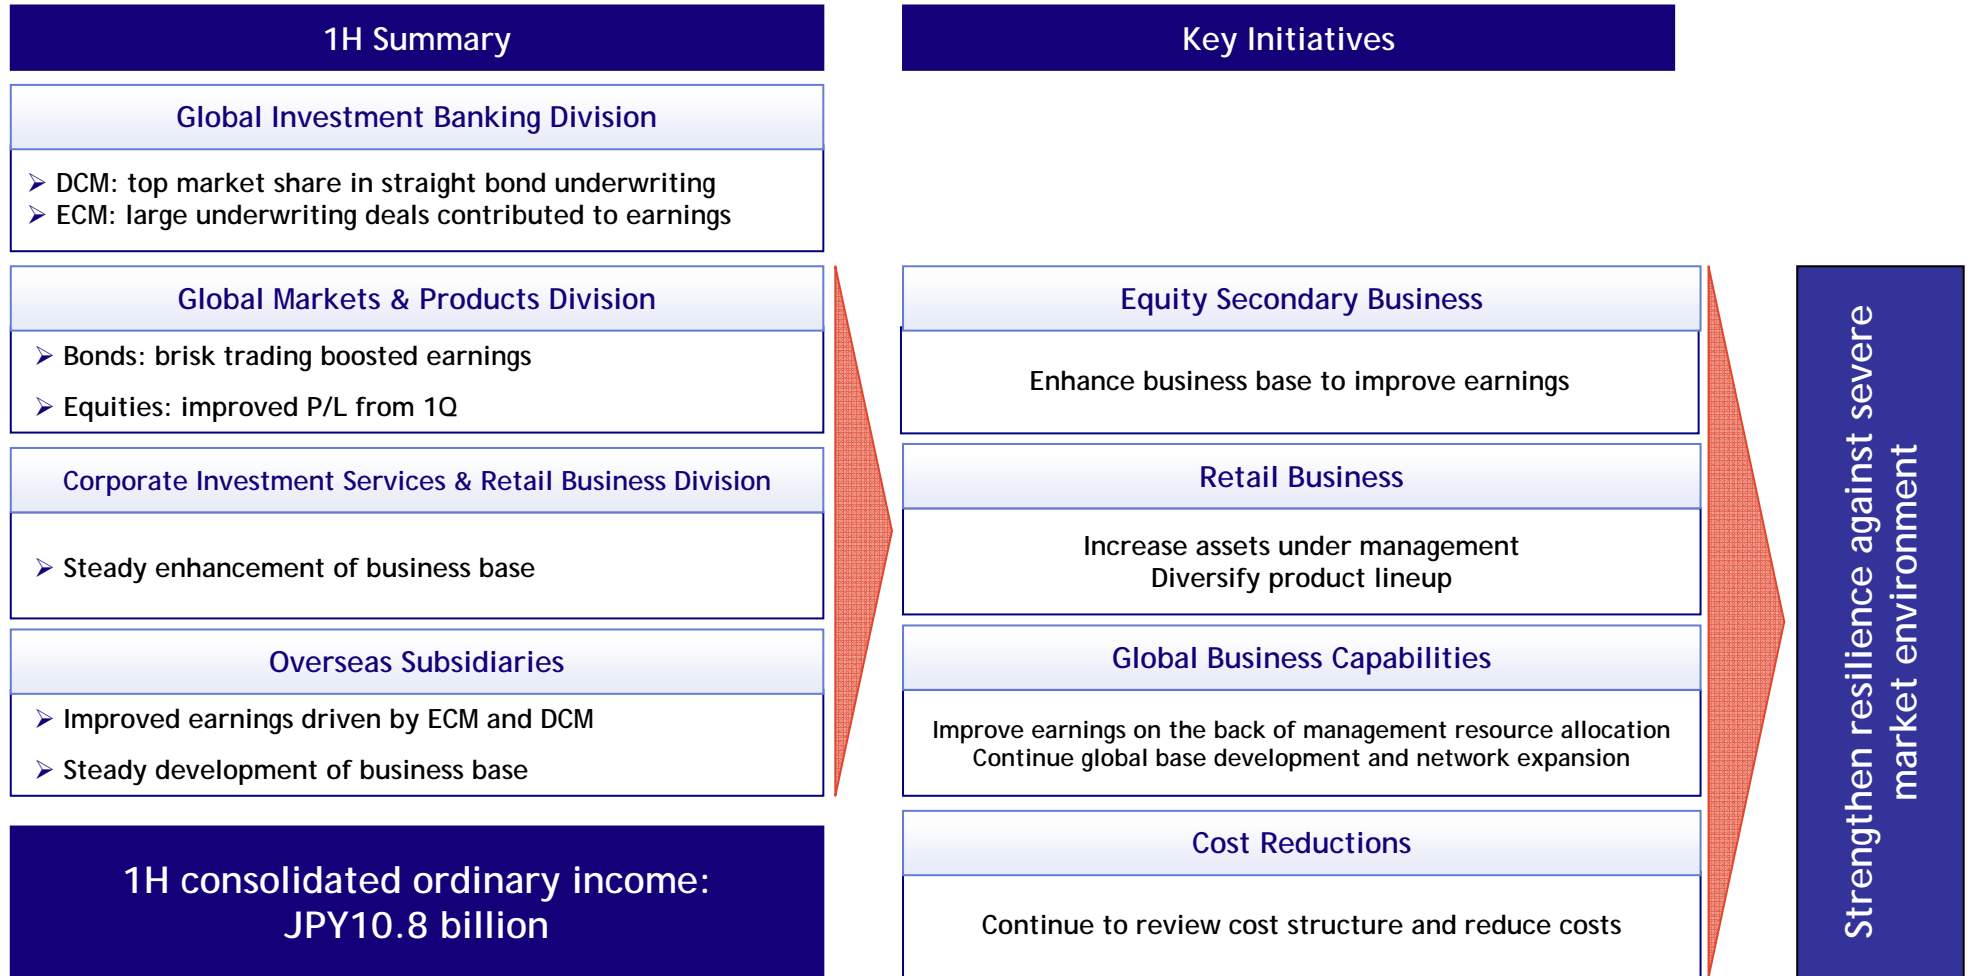 1H Summary
Global Investment Banking Division
➢ DCM: top market share in straight bond underwriting
➢ ECM: large underwriting deals contributed to earnings
Global Markets & Products Division
➢ Bonds: brisk trading boosted earnings
➢ Equities: improved P/L from 1Q
Corporate Investment Services & Retail Business Division
➢ Steady enhancement of business base
Overseas Subsidiaries
➢ Improved earnings driven by ECM and DCM
➢ Steady development of business base
1H consolidated ordinary income:
JPY10.8 billion
Key Initiatives
Equity Secondary Business
Enhance business base to improve earnings
Retail Business
Increase assets under management
Diversify product lineup
Global Business Capabilities
Improve earnings on the back of management resource allocation
Continue global base development and network expansion
Cost Reductions
Continue to review cost structure and reduce costs
Strengthen resilience against severe
market environment